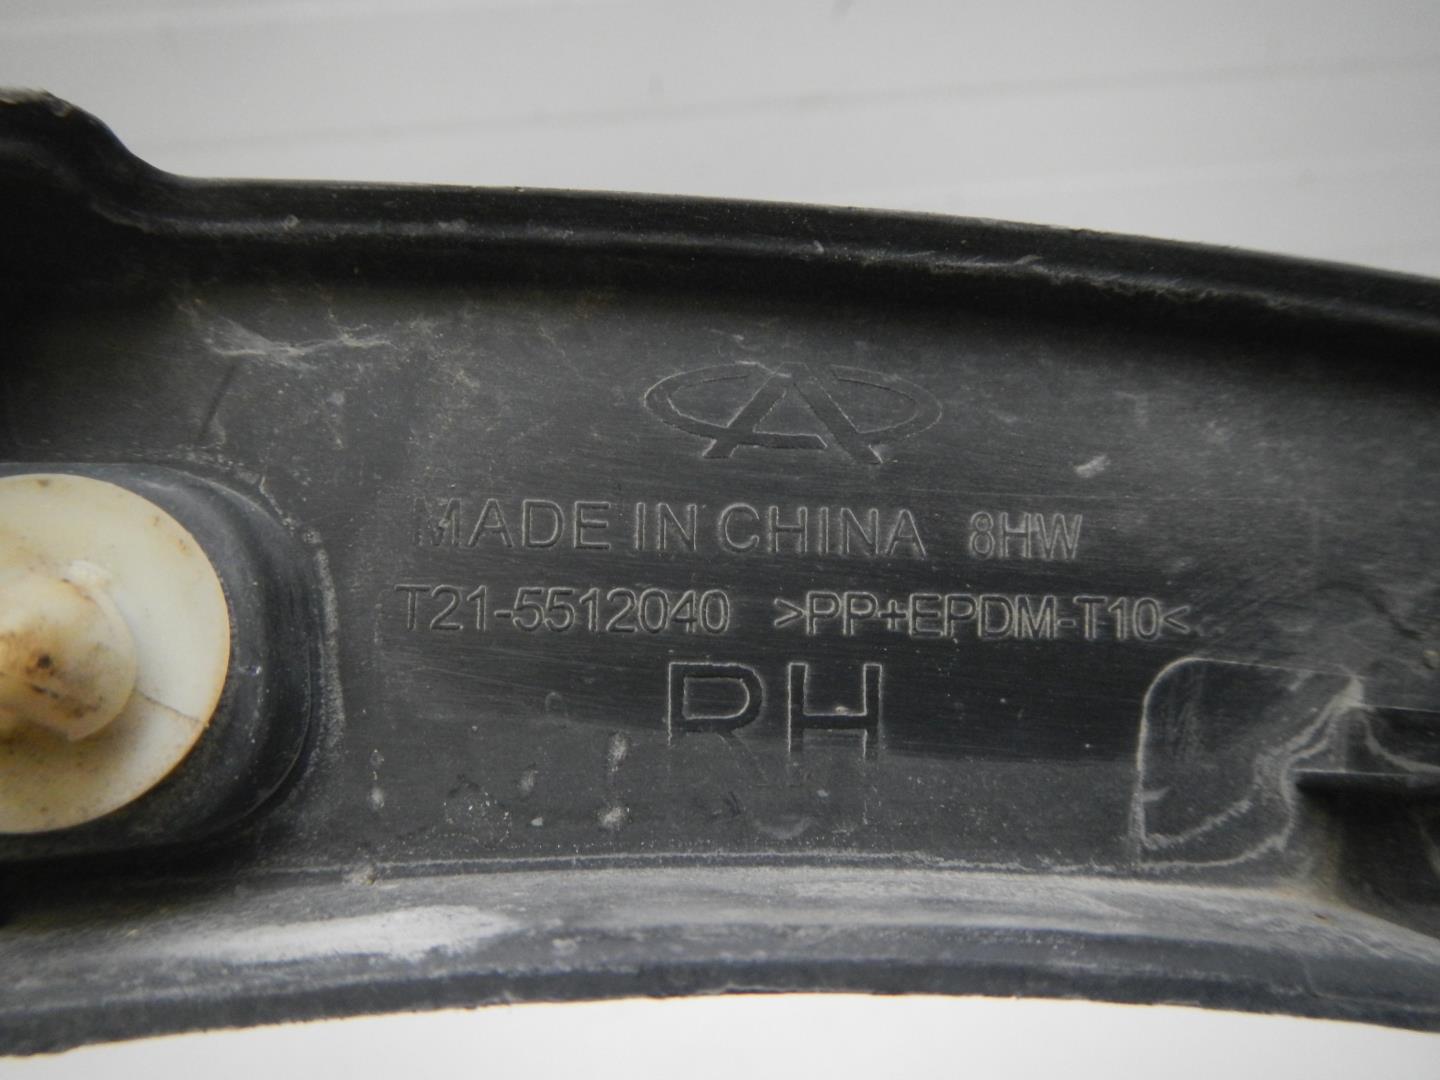 MADE IN CHINA 8HW
T21-5512040 >PP+EPDM-T10<
RH